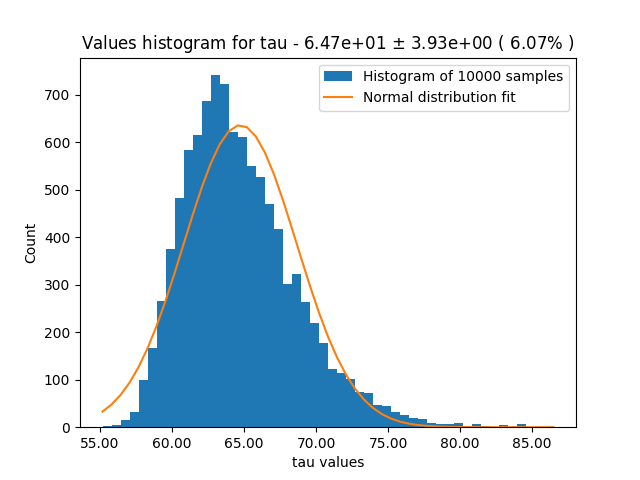 Values histogram for tau - 6.47e+01 ± 3.93e+00 ( 6.07% )
Histogram of 10000 samples
Normal distribution fit
700
600
500
400
300
200
100
0
Count
55.00 60.00 65.00 70.00 75.00 80.00 85.00
tau values